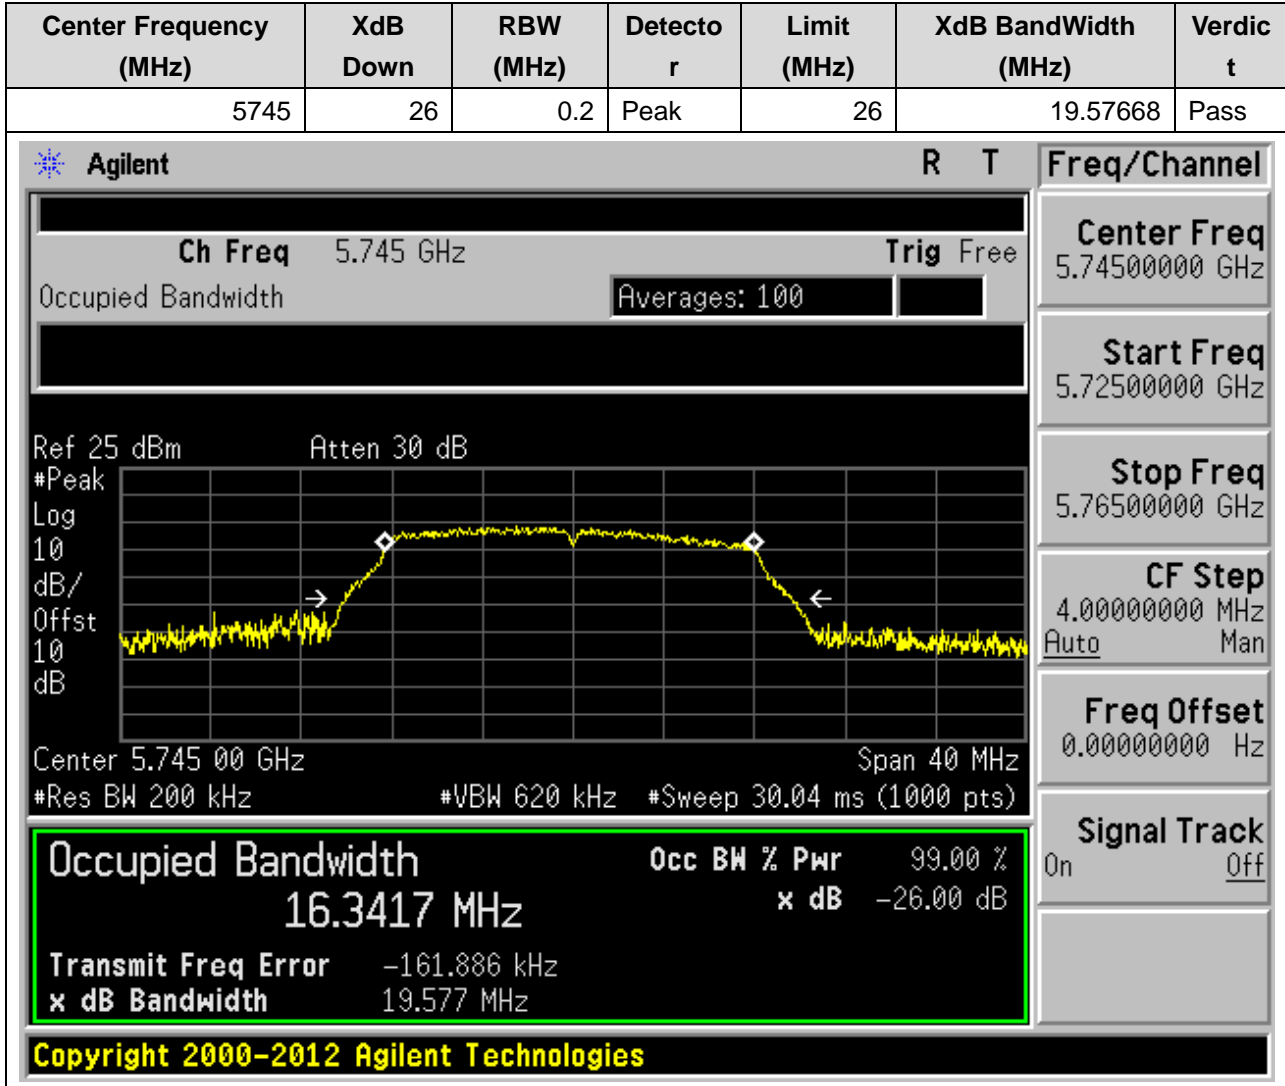 Center Frequency XdB RBW Detecto Limit XdB BandWidth Verdic
(MHz) Down (MHz) r (MHz) (MHz) t
5745 26 0.2 Peak 26 19.57668 Pass
Agilent R T Freq/Channel
Ch Freq 5.745 GHz Trig Free
Occupied Bandwidth Averages: 100
Center Freq
5.74500000 GHz
Start Freq
5.72500000 GHz
Stop Freq
5.76500000 GHz
CF Step
4.00000000 MHz
Auto Man
Freq Offset
0.00000000 Hz
Signal Track
On Off
Ref 25 dBm Atten 30 dB
#Peak
Log
10
dB/
Offst
10
dB
Center 5.745 00 GHz Span 40 MHz
#Res BW 200 kHz #VBW 620 kHz #Sweep 30.04 ms (1000 pts)
Occupied Bandwidth Occ BW % Pwr 99.00 %
16.3417 MHz x dB -26.00 dB
Transmit Freq Error -161.886 kHz
x dB Bandwidth 19.577 MHz
Copyright 2000-2012 Agilent Technologies